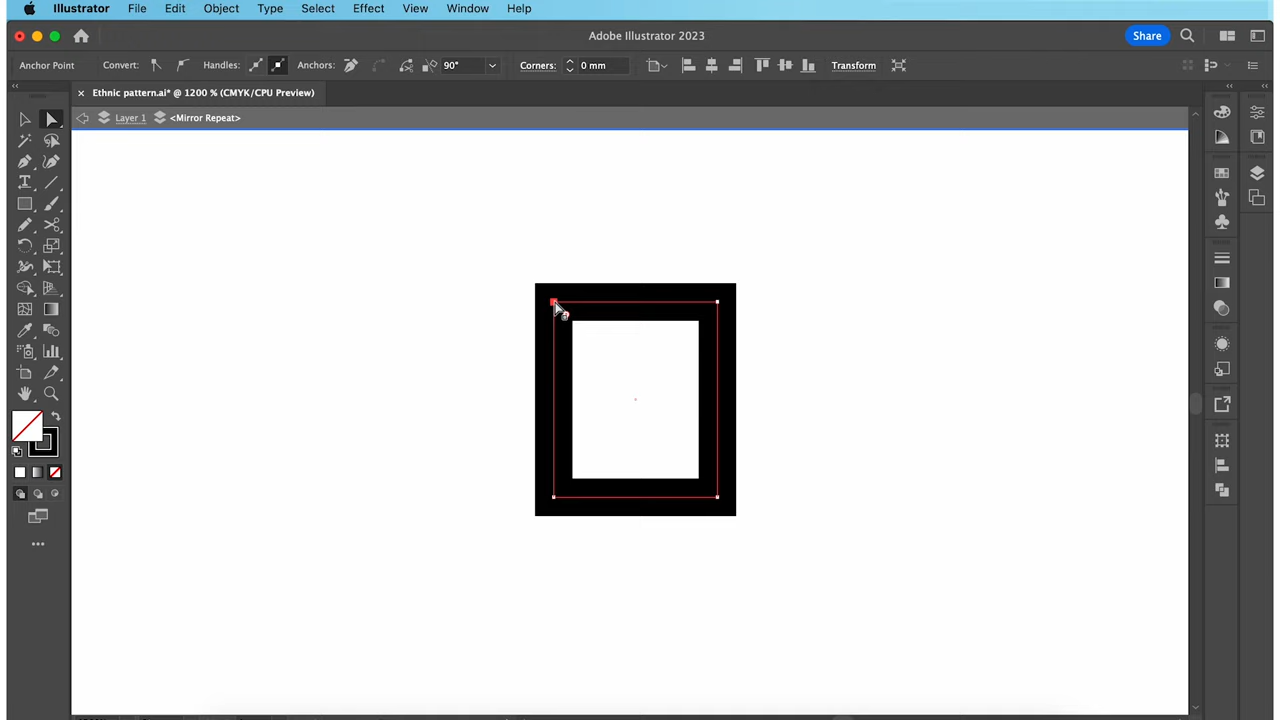 Illustrator File Edit Object Type Select Effect View Window Help
Adobe Illustrator 2023
Share
Anchor Point Convert: Handles: Anchors: 90° Corners: 0 mm Transform
Ethnic pattern.ai* @ 1200 % (CMYK/CPU Preview)
Layer 1 <Mirror Repeat>